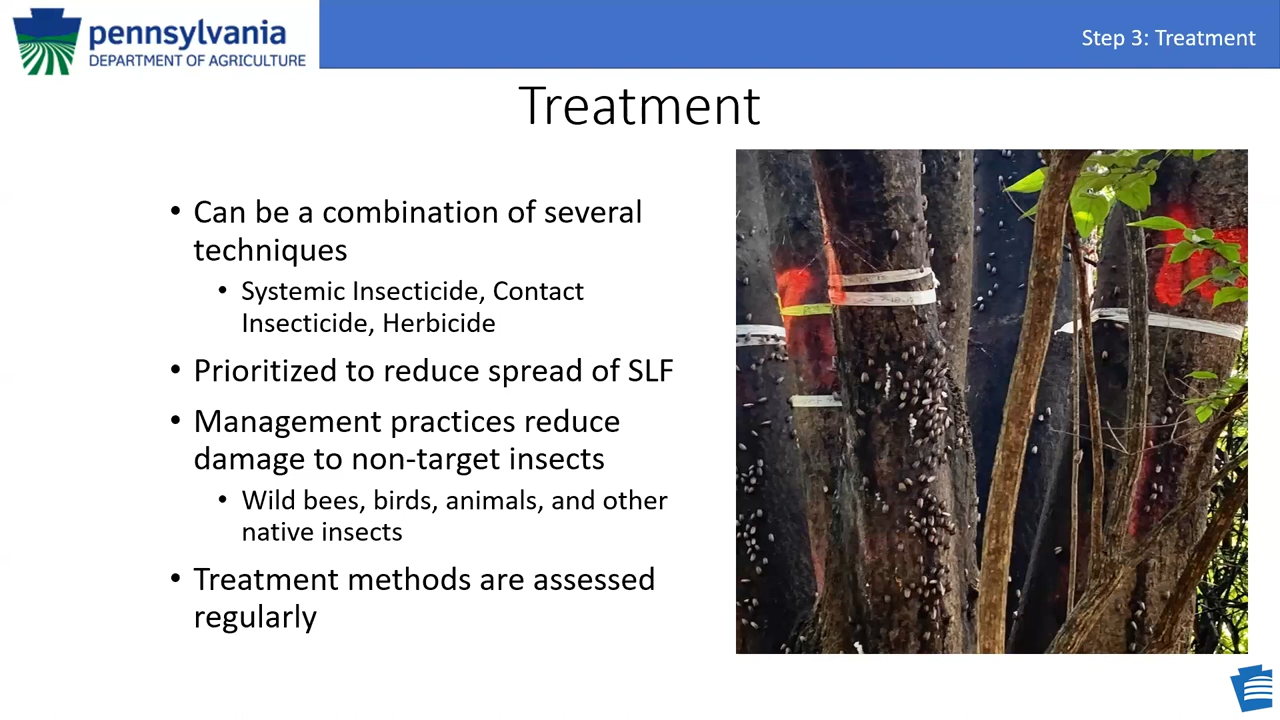 pennsylvania
DEPARTMENT OF AGRICULTURE
Step 3: Treatment
Treatment
• Can be a combination of several
techniques
• Systemic Insecticide, Contact
Insecticide, Herbicide
• Prioritized to reduce spread of SLF
• Management practices reduce
damage to non-target insects
• Wild bees, birds, animals, and other
native insects
• Treatment methods are assessed
regularly